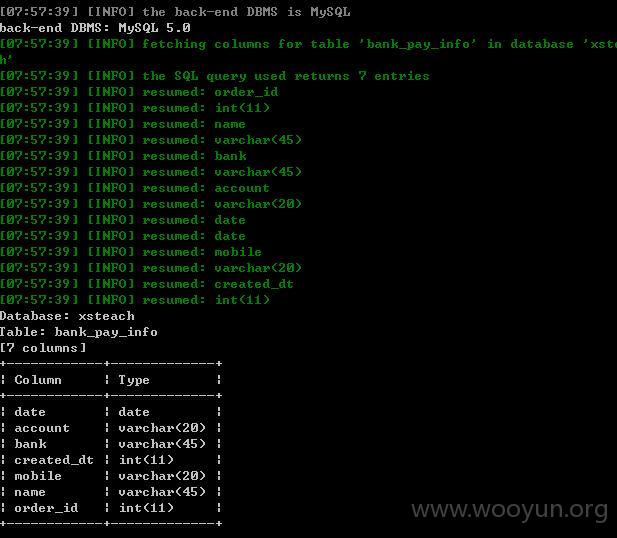 [07:57:39] [INFO] the back-end DBMS is MySQL
back-end DBMS: MySQL 5.0
[07:57:39] [INFO] fetching columns for table 'bank_pay_info' in database 'xsteac
h'
[07:57:39] [INFO] the SQL query used returns 7 entries
[07:57:39] [INFO] resumed: order_id
[07:57:39] [INFO] resumed: int(11)
[07:57:39] [INFO] resumed: name
[07:57:39] [INFO] resumed: varchar(45)
[07:57:39] [INFO] resumed: bank
[07:57:39] [INFO] resumed: varchar(45)
[07:57:39] [INFO] resumed: account
[07:57:39] [INFO] resumed: varchar(20)
[07:57:39] [INFO] resumed: date
[07:57:39] [INFO] resumed: date
[07:57:39] [INFO] resumed: mobile
[07:57:39] [INFO] resumed: varchar(20)
[07:57:39] [INFO] resumed: created_dt
[07:57:39] [INFO] resumed: int(11)
Database: xsteach
Table: bank_pay_info
[7 columns]
+------------+-------------+
¦ Column     ¦ Type        ¦
+------------+-------------+
¦ date       ¦ date        ¦
¦ account    ¦ varchar(20) ¦
¦ bank       ¦ varchar(45) ¦
¦ created_dt ¦ int(11)     ¦
¦ mobile     ¦ varchar(20) ¦
¦ name       ¦ varchar(45) ¦
¦ order_id   ¦ int(11)     ¦
+------------+-------------+
www.wooyun.org